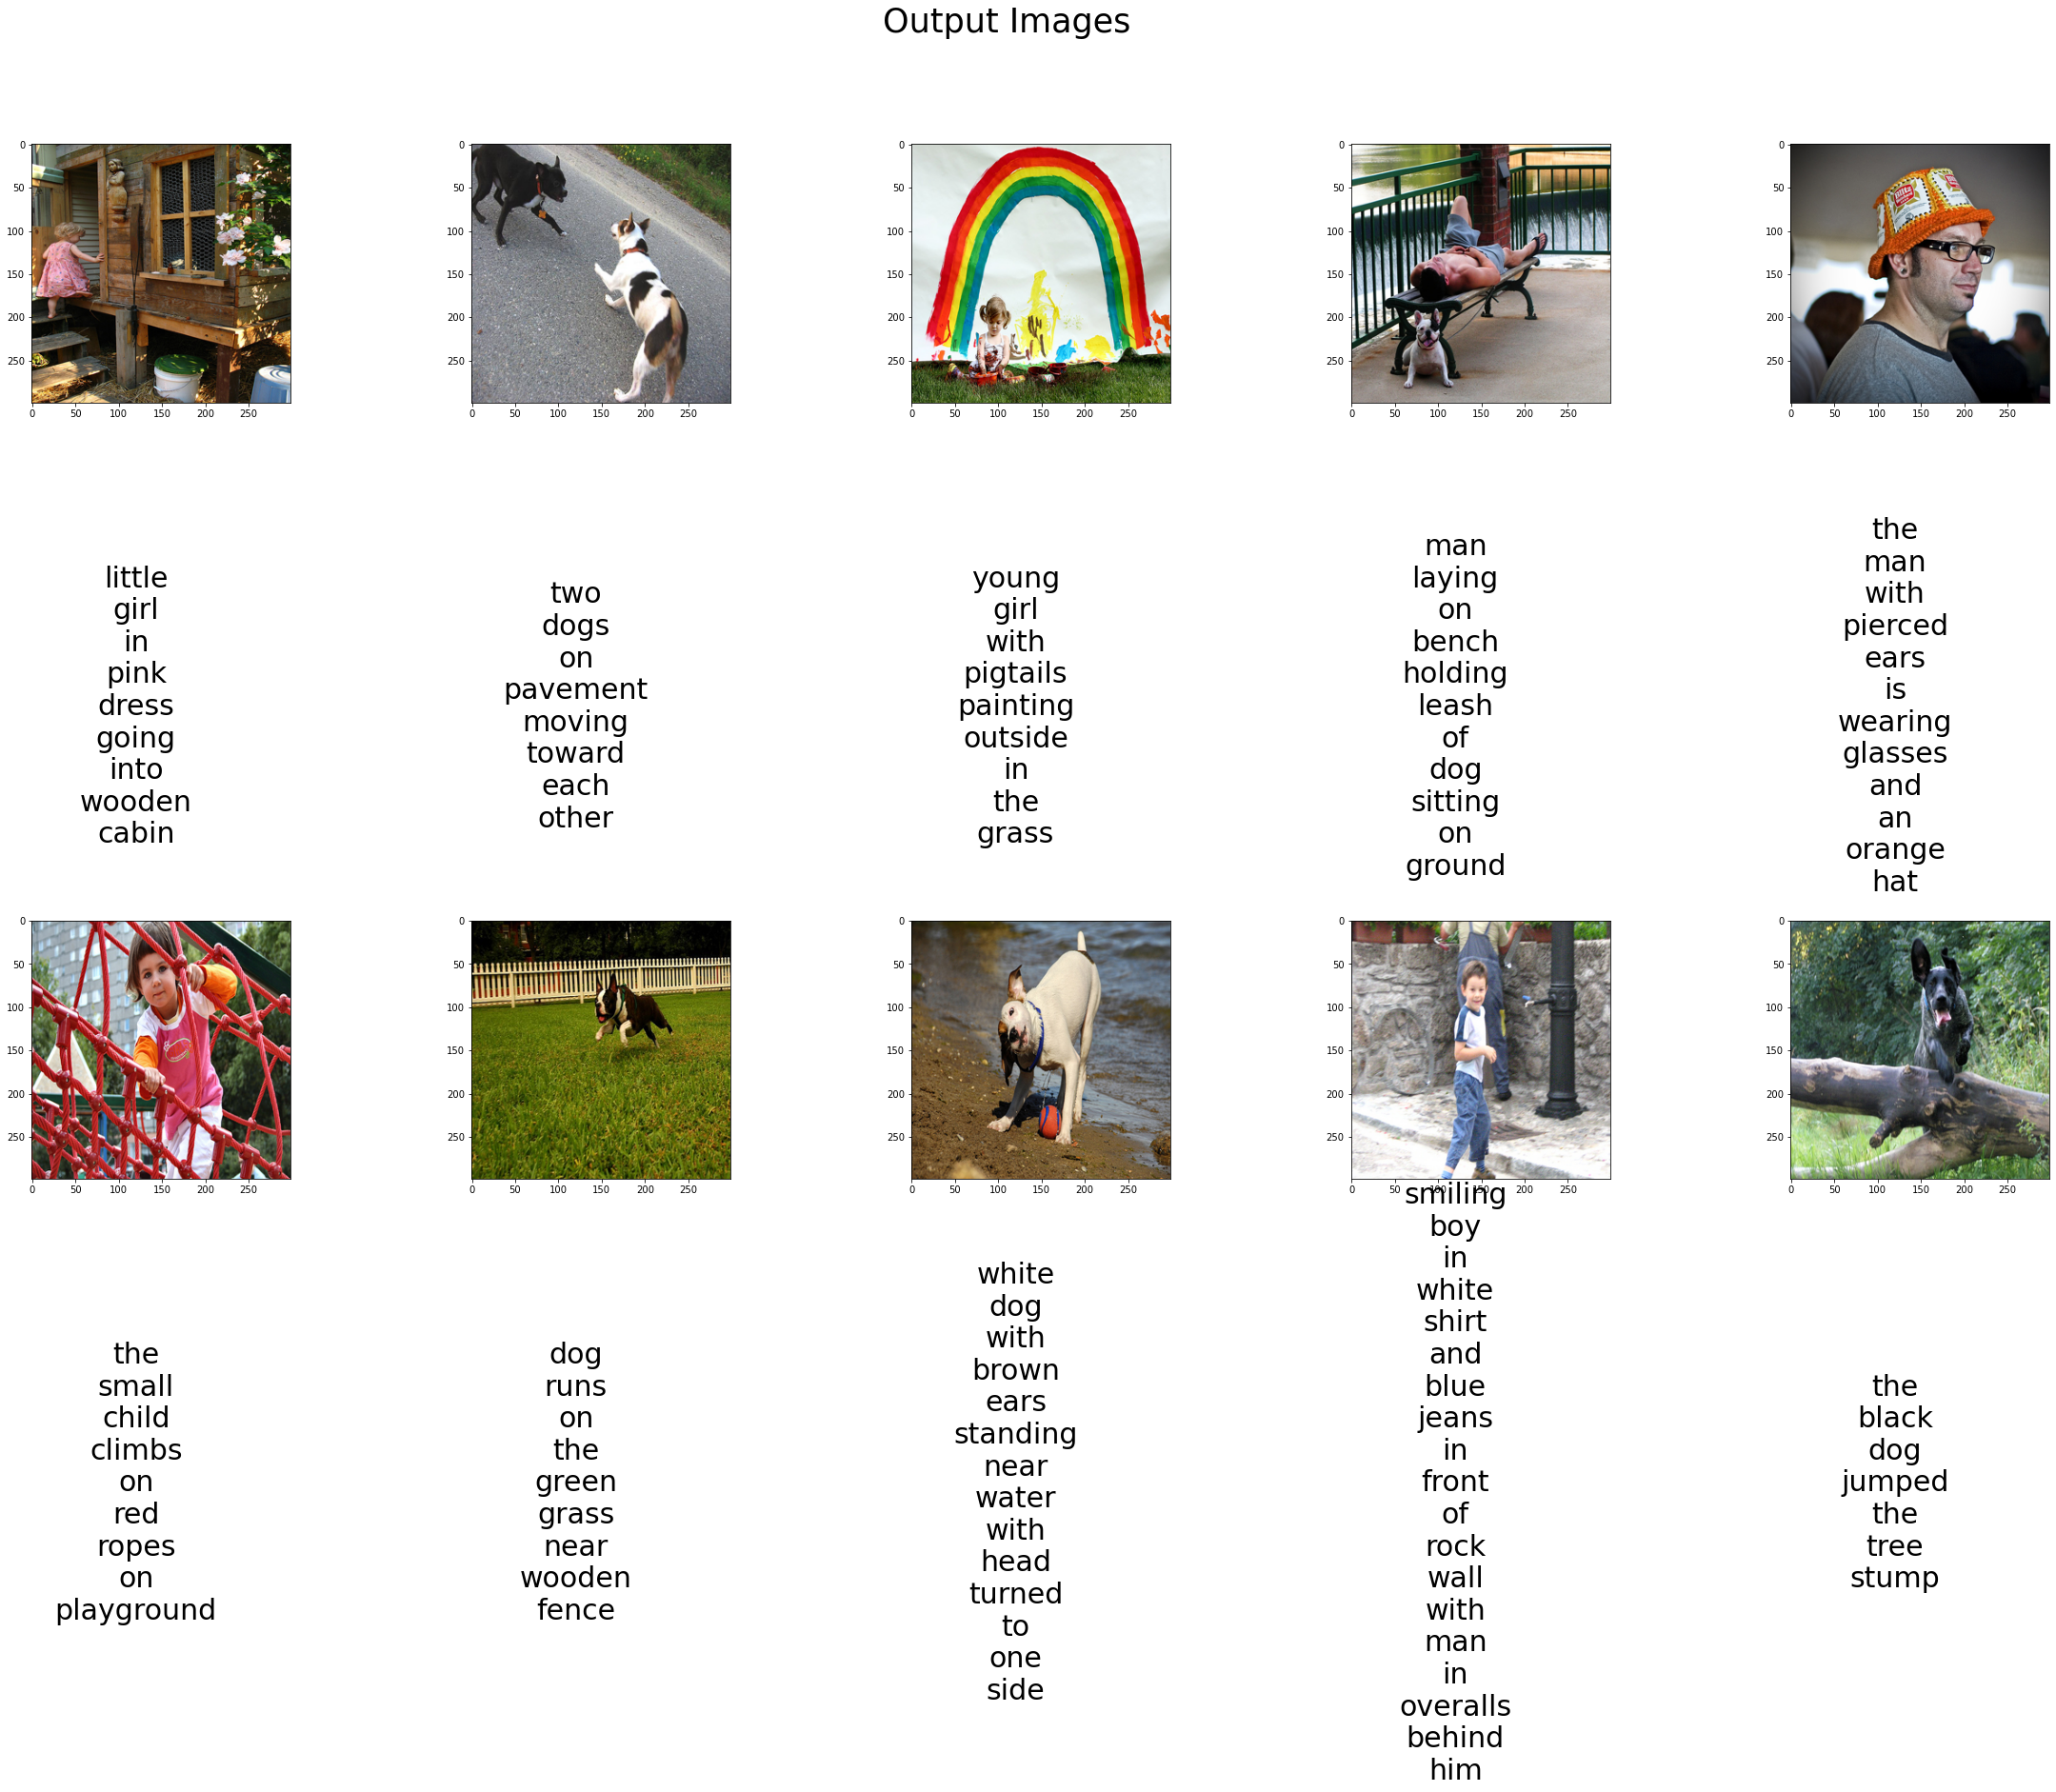 Output Images
0
50
100
150
200
250
0 50 100 150 200 250
0
50
100
150
200
250
0 50 100 150 200 250
0
50
100
150
200
250
0 50 100 150 200 250
0
50
100
150
200
250
0 50 100 150 200 250
0
50
100
150
200
250
0 50 100 150 200 250
little
girl
in
pink
dress
going
into
wooden
cabin
two
dogs
on
pavement
moving
toward
each
other
young
girl
with
pigtails
painting
outside
in
the
grass
man
laying
on
bench
holding
leash
of
dog
sitting
on
ground
the
man
with
pierced
ears
is
wearing
glasses
and
an
orange
hat
0
50
100
150
200
250
0 50 100 150 200 250
0
50
100
150
200
250
0 50 100 150 200 250
0
50
100
150
200
250
0 50 100 150 200 250
0
50
100
150
200
250
0 50 100 150 200 250
0
50
100
150
200
250
0 50 100 150 200 250
the
small
child
climbs
on
red
ropes
on
playground
dog
runs
on
the
green
grass
near
wooden
fence
white
dog
with
brown
ears
standing
near
water
with
head
turned
to
one
side
smiling
boy
in
white
shirt
and
blue
jeans
in
front
of
rock
wall
with
man
in
overalls
behind
him
the
black
dog
jumped
the
tree
stump